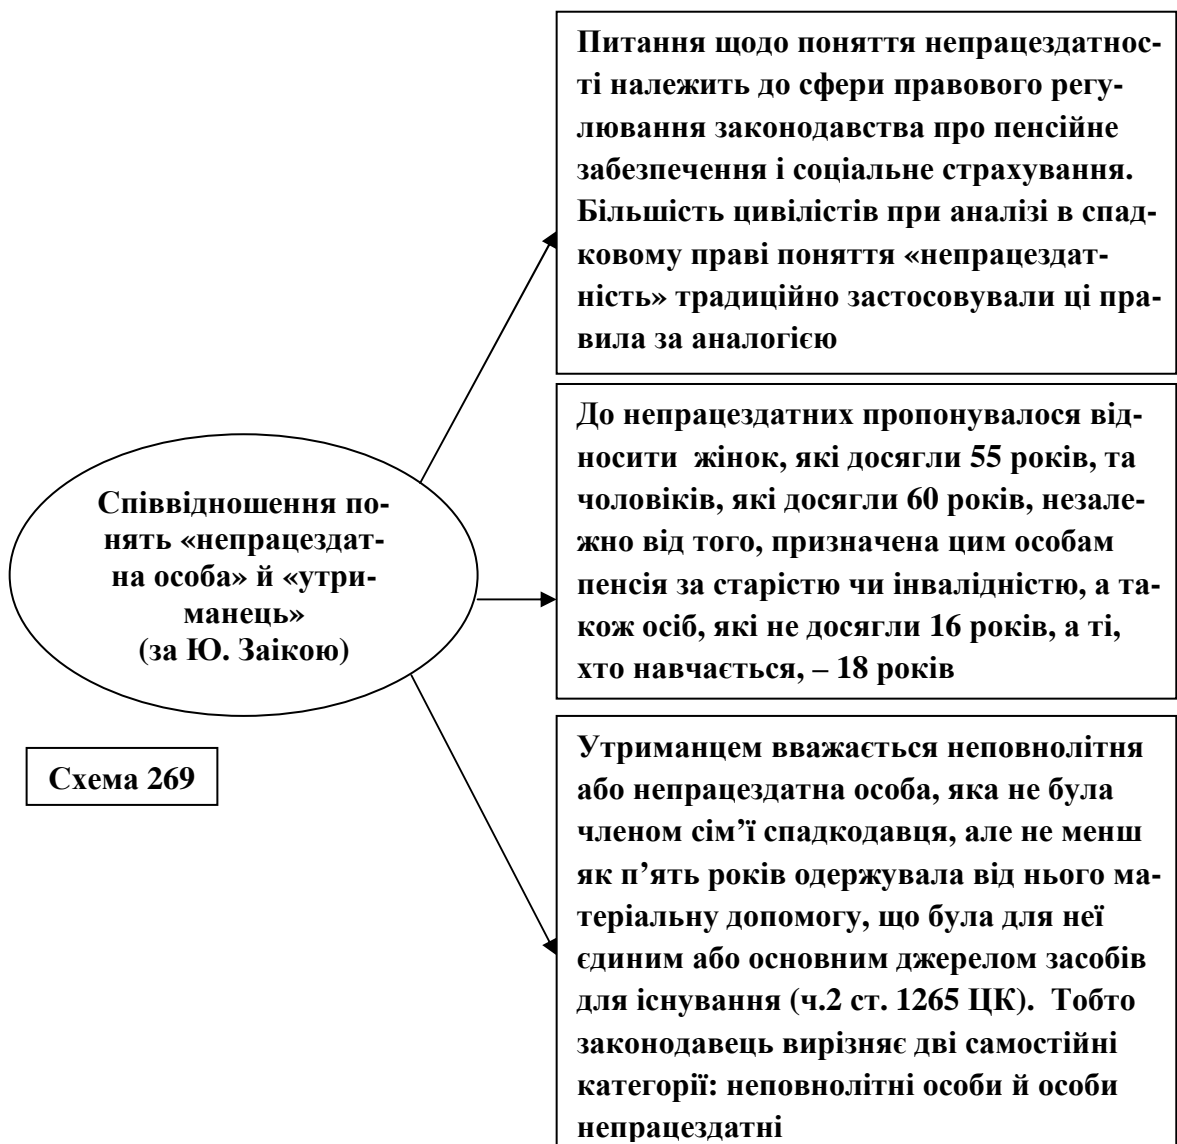 Питання щодо поняття непрацездатнос-
ті належить до сфери правового регу-
лювання законодавства про пенсійне
забезпечення і соціальне страхування.
Більшість цивілістів при аналізі в спад-
ковому праві поняття «непрацездат-
ність» традиційно застосовували ці пра-
вила за аналогією
До непрацездатних пропонувалося від-
носити жінок, які досягли 55 років, та
чоловіків, які досягли 60 років, незале-
жно від того, призначена цим особам
пенсія за старістю чи інвалідністю, а та-
кож осіб, які не досягли 16 років, а ті,
хто навчається, – 18 років
Співвідношення по-
нять «непрацездат-
на особа» й «утри-
манець»
(за Ю. Заікою)
Схема 269
Утриманцем вважається неповнолітня
або непрацездатна особа, яка не була
членом сім’ї спадкодавця, але не менш
як п’ять років одержувала від нього ма-
теріальну допомогу, що була для неї
єдиним або основним джерелом засобів
для існування (ч.2 ст. 1265 ЦК). Тобто
законодавець вирізняє дві самостійні
категорії: неповнолітні особи й особи
непрацездатні